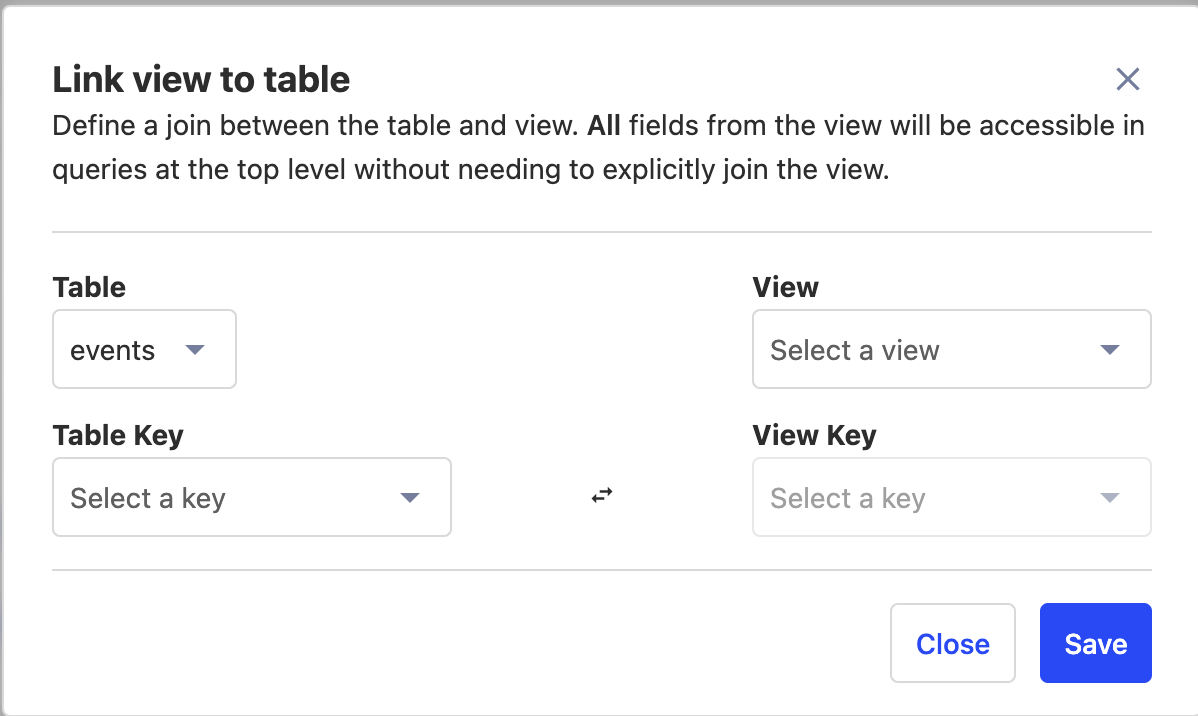 Link view to table
Define a join between the table and view. All fields from the view will be accessible in
queries at the top level without needing to explicitly join the view.
Table
View
events
Select a view
Table Key
View Key
Select a key
Select a key
Close
Save